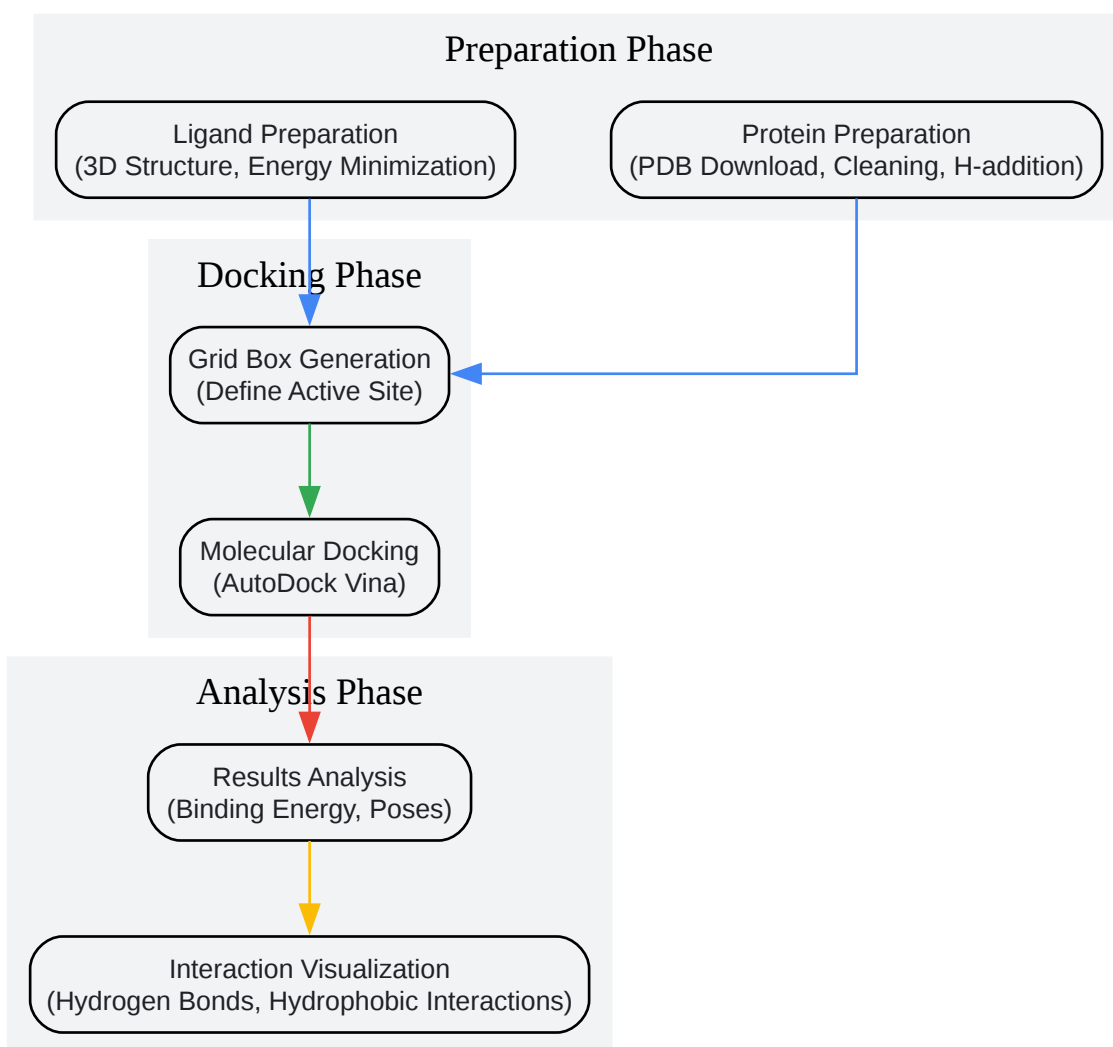 Preparation Phase
Ligand Preparation
(3D Structure, Energy Minimization)
Protein Preparation
(PDB Download, Cleaning, H-addition)
Docking Phase
Grid Box Generation
(Define Active Site)
Molecular Docking
(AutoDock Vina)
Analysis Phase
Results Analysis
(Binding Energy, Poses)
Interaction Visualization
(Hydrogen Bonds, Hydrophobic Interactions)